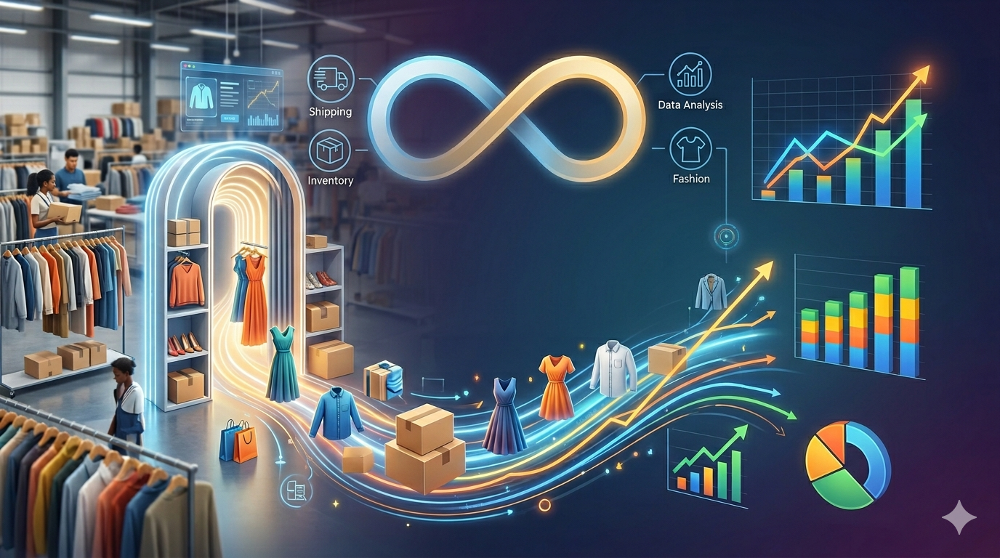 Shipping
Data Analysis
Inventory
Fashion